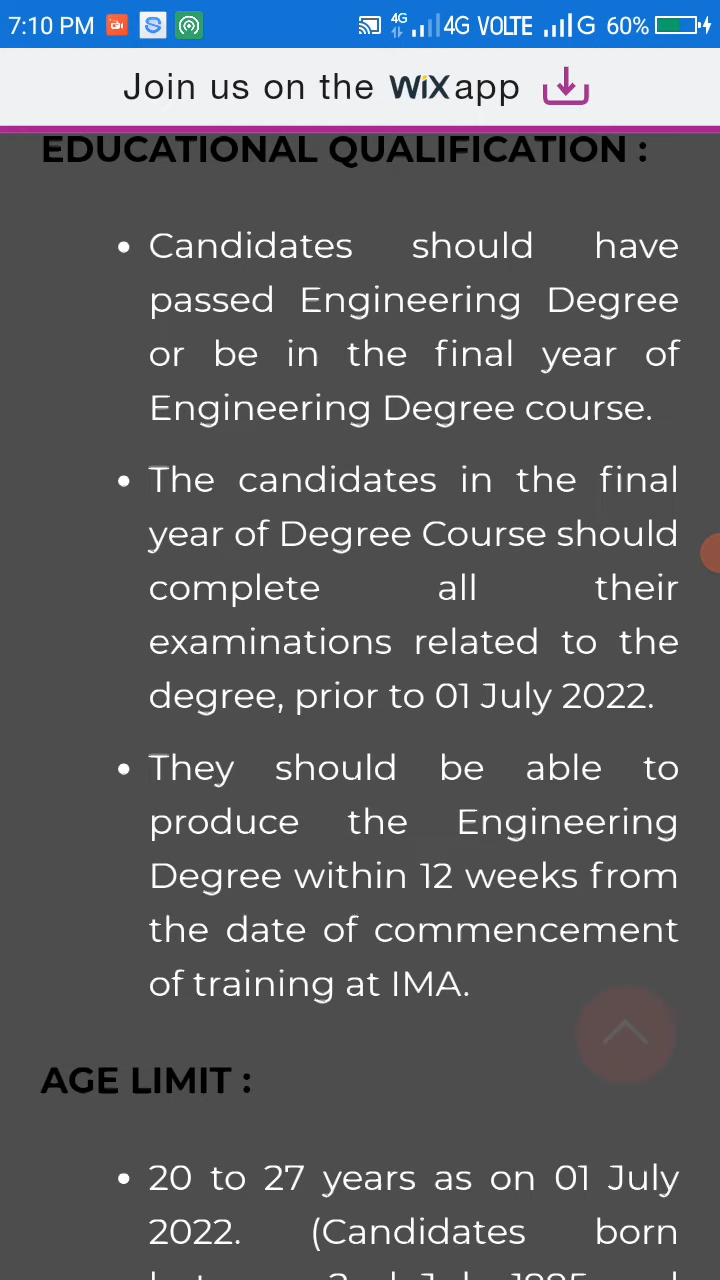 7:10 PM 4G 4G VOLTE G 60%
Join us on the WiX app
EDUCATIONAL QUALIFICATION :
• Candidates should have
passed Engineering Degree
or be in the final year of
Engineering Degree course.
• The candidates in the final
year of Degree Course should
complete all their
examinations related to the
degree, prior to 01 July 2022.
• They should be able to
produce the Engineering
Degree within 12 weeks from
the date of commencement
of training at IMA.
AGE LIMIT :
• 20 to 27 years as on 01 July
2022. (Candidates born